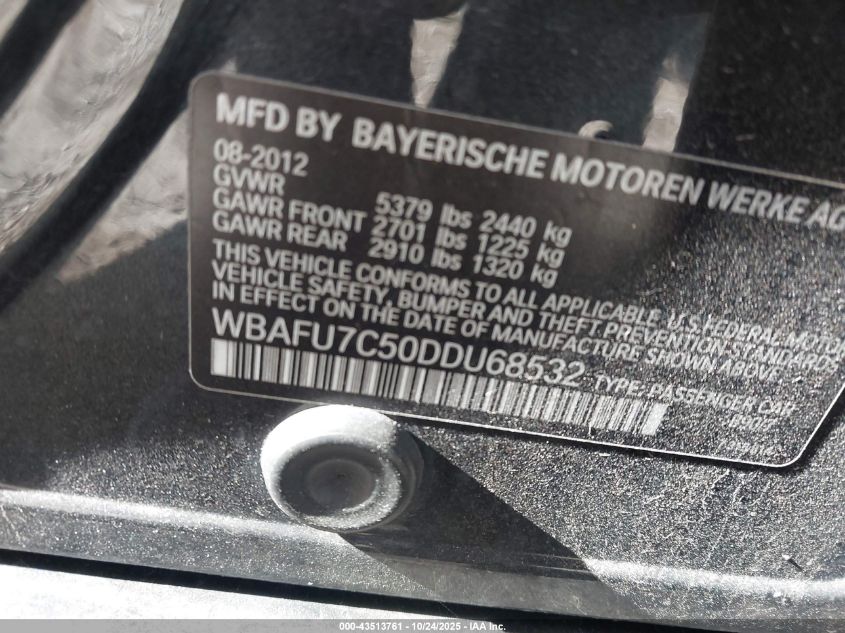 MFD BY BAYERISCHE MOTOREN WERKE AG
08-2012
GVWR 5379 lbs 2440 kg
GAWR FRONT 2701 lbs 1225 kg
GAWR REAR 2910 lbs 1320 kg
THIS VEHICLE CONFORMS TO ALL APPLICABLE U.S. FEDERAL MOTOR
VEHICLE SAFETY, BUMPER AND THEFT PREVENTION STANDARDS
IN EFFECT ON THE DATE OF MANUFACTURE SHOWN ABOVE
WBAFU7C50DDU68532 TYPE: PASSENGER CAR
000-43513761 - 10/24/2025 - IAA Inc.